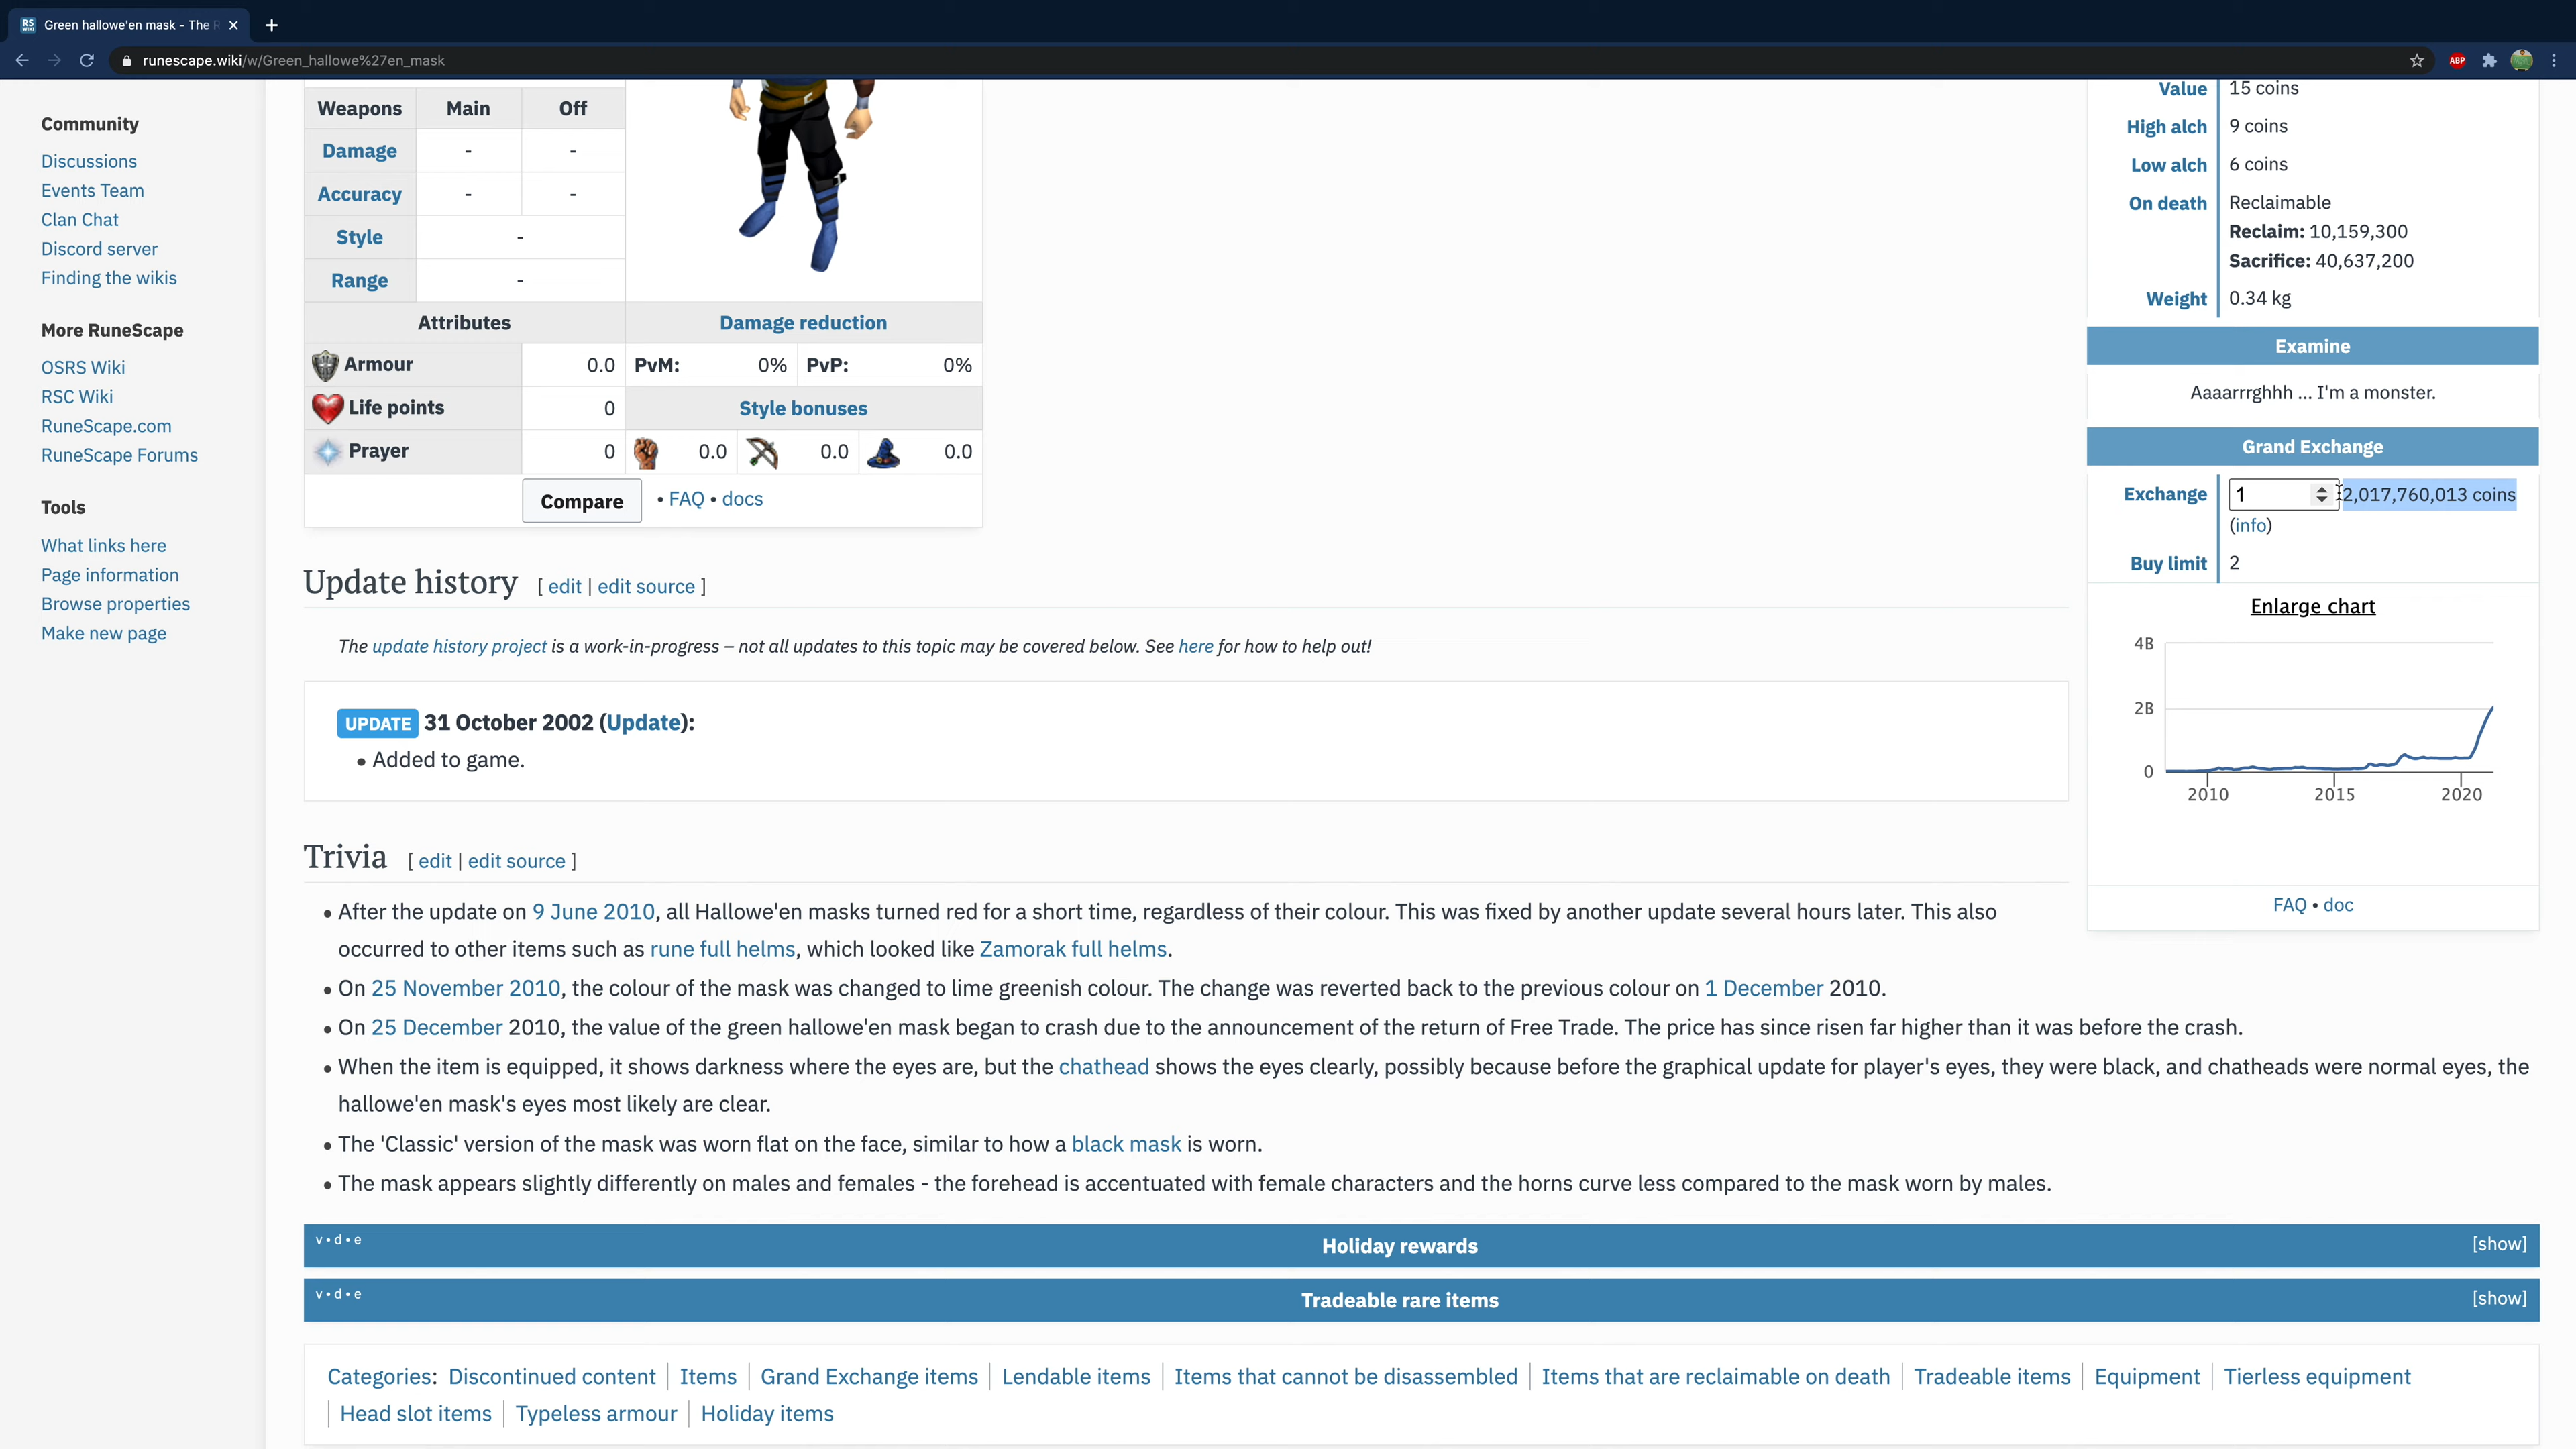 Green hallowe'en mask - The R
runescape.wiki/w/Green_hallowe%27en_mask
ABP
Community
Discussions
Events Team
Clan Chat
Discord server
Finding the wikis
More RuneScape
OSRS Wiki
RSC Wiki
RuneScape.com
RuneScape Forums
Tools
What links here
Page information
Browse properties
Make new page
Weapons Main Off
Damage - -
Accuracy - -
Style -
Range -
Attributes Damage reduction
Armour 0.0 PvM: 0% PvP: 0%
Life points 0 Style bonuses
Prayer 0 0.0 0.0 0.0
Compare • FAQ • docs
Update history [ edit | edit source ]
The update history project is a work-in-progress – not all updates to this topic may be covered below. See here for how to help out!
UPDATE 31 October 2002 (Update):
• Added to game.
Trivia [ edit | edit source ]
• After the update on 9 June 2010, all Hallowe'en masks turned red for a short time, regardless of their colour. This was fixed by another update several hours later. This also
occurred to other items such as rune full helms, which looked like Zamorak full helms.
• On 25 November 2010, the colour of the mask was changed to lime greenish colour. The change was reverted back to the previous colour on 1 December 2010.
• On 25 December 2010, the value of the green hallowe'en mask began to crash due to the announcement of the return of Free Trade. The price has since risen far higher than it was before the crash.
• When the item is equipped, it shows darkness where the eyes are, but the chathead shows the eyes clearly, possibly because before the graphical update for player's eyes, they were black, and chatheads were normal eyes, the
hallowe'en mask's eyes most likely are clear.
• The 'Classic' version of the mask was worn flat on the face, similar to how a black mask is worn.
• The mask appears slightly differently on males and females - the forehead is accentuated with female characters and the horns curve less compared to the mask worn by males.
Value 15 coins
High alch 9 coins
Low alch 6 coins
On death Reclaimable
Reclaim: 10,159,300
Sacrifice: 40,637,200
Weight 0.34 kg
Examine
Aaaarrrghhh ... I'm a monster.
Grand Exchange
Exchange 1 2,017,760,013 coins
(info)
Buy limit 2
Enlarge chart
4B
2B
0
2010 2015 2020
FAQ • doc
v • d • e Holiday rewards [show]
v • d • e Tradeable rare items [show]
Categories: Discontinued content | Items | Grand Exchange items | Lendable items | Items that cannot be disassembled | Items that are reclaimable on death | Tradeable items | Equipment | Tierless equipment
| Head slot items | Typeless armour | Holiday items